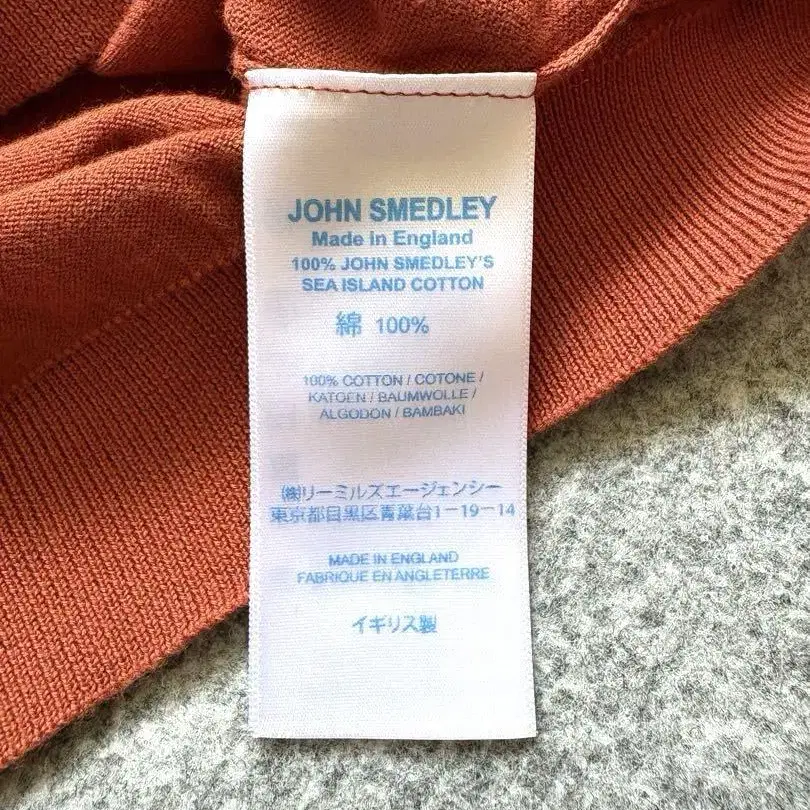 JOHN SMEDLEY
Made in England
100% JOHN SMEDLEY'S
SEA ISLAND COTTON
綿 100%
100% COTTON / COTONE /
KATOEN / BAUMWOLLE /
ALGODON / BAMBAKI
㈱リーミルズエージェンシー
東京都目黒区青葉台1-19-14
MADE IN ENGLAND
FABRIQUE EN ANGLETERRE
イギリス製